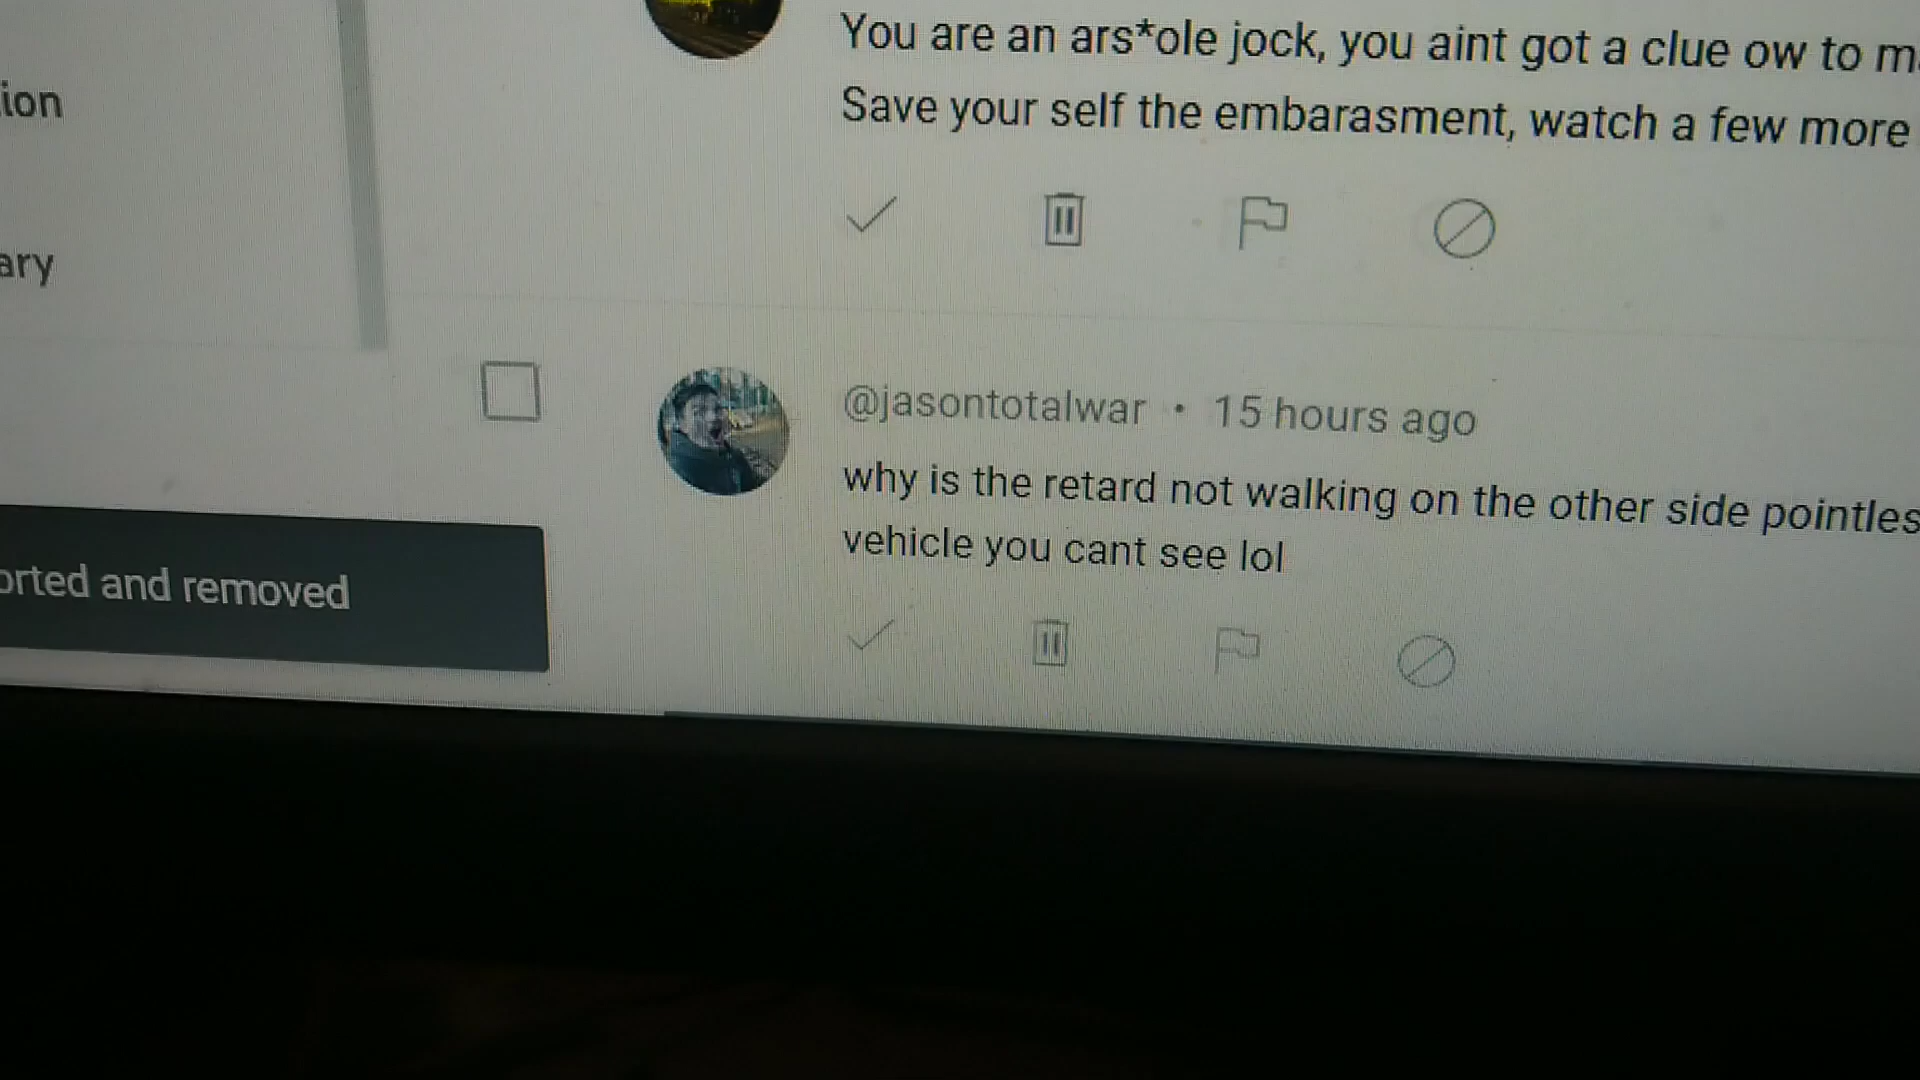 You are an ars*ole jock, you aint got a clue ow to
Save your self the embarasment, watch a few more
ion
ary
@jasontotalwar • 15 hours ago
why is the retard not walking on the other side pointles
vehicle you cant see lol
orted and removed